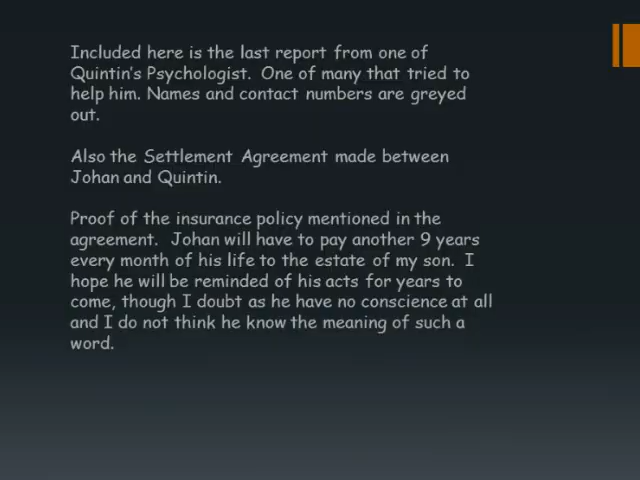 Included here is the last report from one of
Quintin's Psychologist. One of many that tried to
help him. Names and contact numbers are greyed
out.
Also the Settlement Agreement made between
Johan and Quintin.
Proof of the insurance policy mentioned in the
agreement. Johan will have to pay another 9 years
every month of his life to the estate of my son. I
hope he will be reminded of his acts for years to
come, though I doubt as he have no conscience at all
and I do not think he know the meaning of such a
word.